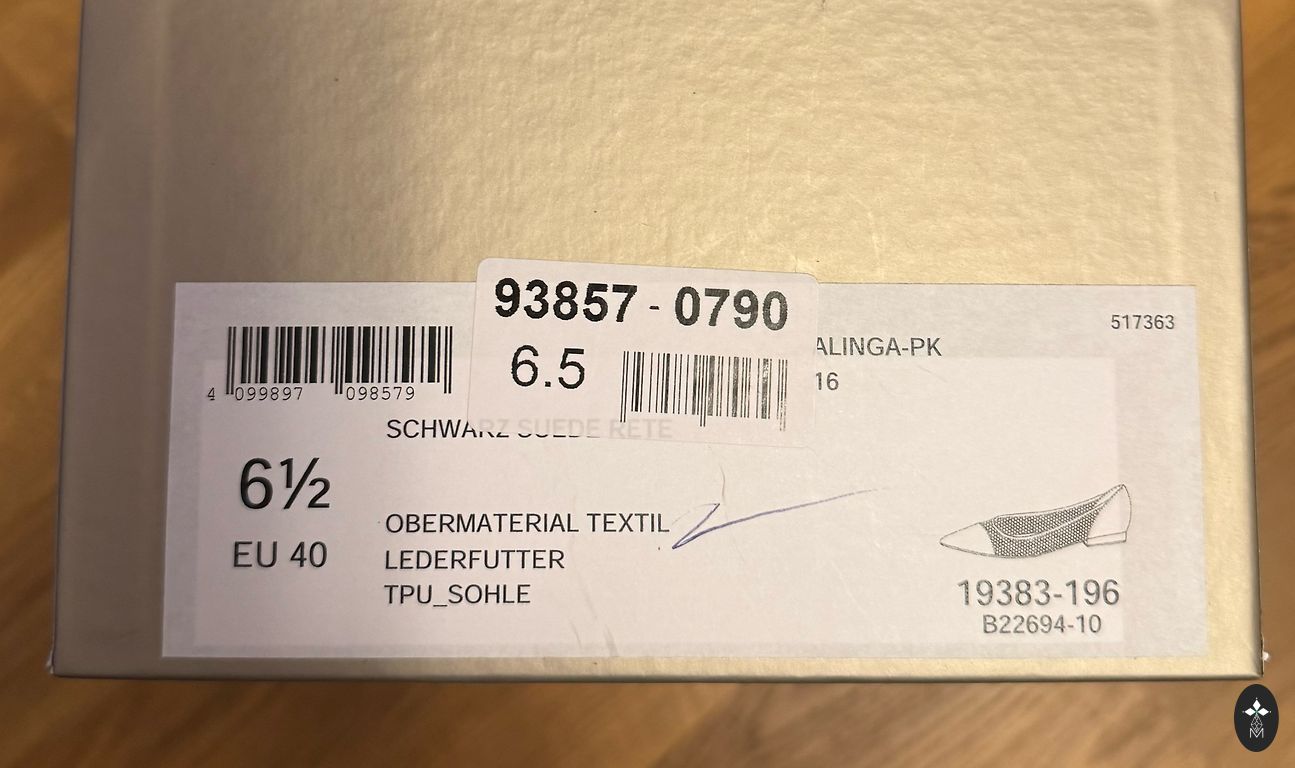 93857 - 0790
6.5
4 099897 098579
ALINGA-PK
16
517363
SCHWARZ SUEDE RETE
6½
EU 40
OBERMATERIAL TEXTIL
LEDERFUTTER
TPU_SOHLE
19383-196
B22694-10
M